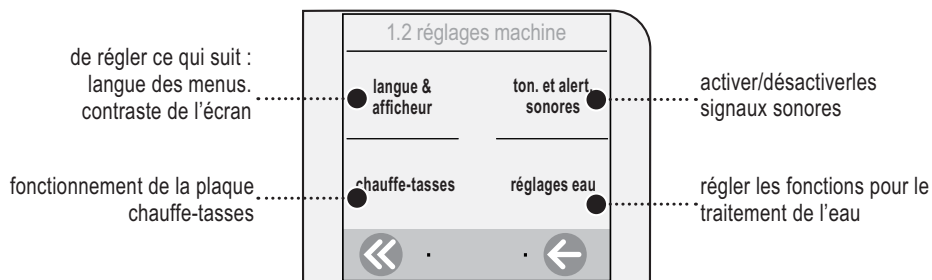 1.2 réglages machine
de régler ce qui suit :
langue des menus.
contraste de l'écran
langue &
afficheur
ton. et alert.
sonores
activer/désactiverles
signaux sonores
fonctionnement de la plaque
chauffe-tasses
chauffe-tasses
réglages eau
régler les fonctions pour le
traitement de l'eau